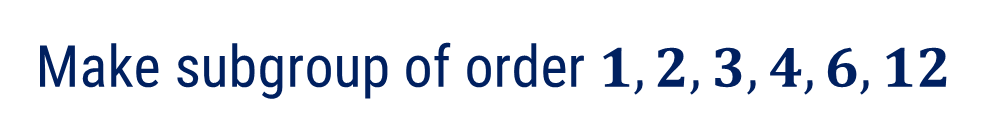 Make subgroup of order 1, 2, 3, 4, 6, 12